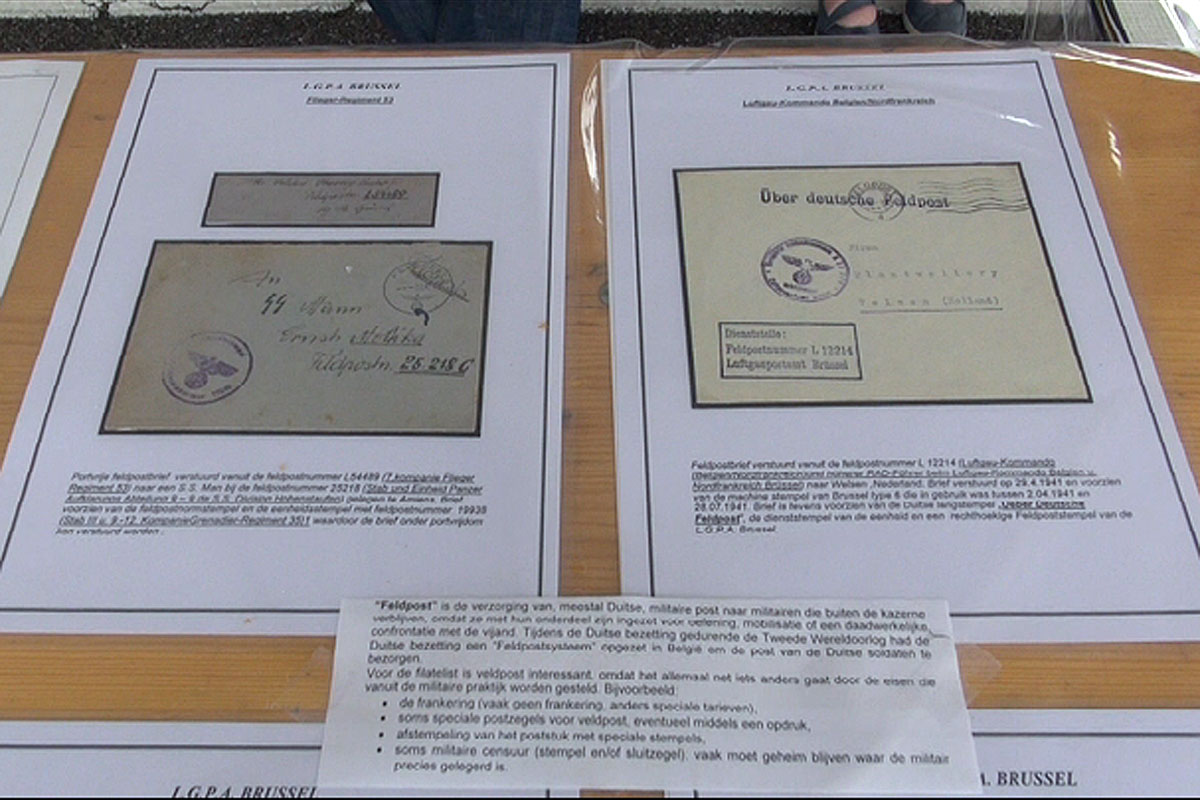 L.G.P.A. BRUSSEL
Flieger-Regiment 53
L54489
An
SS Mann
Ernst
Feldpostn. 25.218 C
Portvrije feldpostbrief verstuurd vanuit de feldpostnummer L54489 (7.kompanie Flieger
Regiment 53) naar een S.S. Man bij de feldpostnummer 25218 (Stab und Einheid Panzer
Aufklärungs Abteilung 9 – 9 de S.S. Division Hohenstaufen) gelegen te Amiens. Brief
voorzien van de feldpostnormstempel en de eenheidsstempel met feldpostnummer 19938
(Stab III u. 9 -12. KompanieGrenadier-Regiment 35)1 waardoor de brief onder portvrijdom
kon verstuurd worden.
L.G.P.A. BRUSSEL
Luftgau-Kommando Belgien/Nordfrankreich
Über deutsche Feldpost
Firma
Velsen (Holland)
Dienststelle:
Feldpostnummer L 12214
Luftgaupostamt Brüssel
Feldpostbrief verstuurd vanuit de feldpostnummer L 12214 (Luftgau-Kommando
Nordfrankreich Brüssel) naar Welsen ,Nederland. Brief verstuurd op 29.4.1941 en voorzien
van de machine stempel van Brussel type 6 die in gebruik was tussen 2.04.1941 en
28.07.1941. Brief is tevens voorzien van de Duitse langstempel „Ueber Deutsche
Feldpost", de dienststempel van de eenheid en een rechthoekige Feldpoststempel van de
L.G.P.A. Brussel.
"Feldpost" is de verzorging van, meestal Duitse, militaire post naar militairen die buiten de kazerne
verblijven, omdat ze met hun onderdeel zijn ingezet voor oefening, mobilisatie of een daadwerkelijke
confrontatie met de vijand. Tijdens de Duitse bezetting gedurende de Tweede Wereldoorlog had de
Duitse bezetting een "Feldpostsysteem" opgezet in België om de post van de Duitse soldaten te
bezorgen.
Voor de filatelist is veldpost interessant, omdat het allemaal net iets anders gaat door de eisen die
vanuit de militaire praktijk worden gesteld. Bijvoorbeeld:
• de frankering (vaak geen frankering, anders speciale tarieven),
• soms speciale postzegels voor veldpost, eventueel middels een opdruk,
• afstempeling van het poststuk met speciale stempels,
• soms militaire censuur (stempel en/of sluitzegel). vaak moet geheim blijven waar de militair
precies gelegerd is.
L.G.P.A. BRUSSEL
A. BRUSSEL